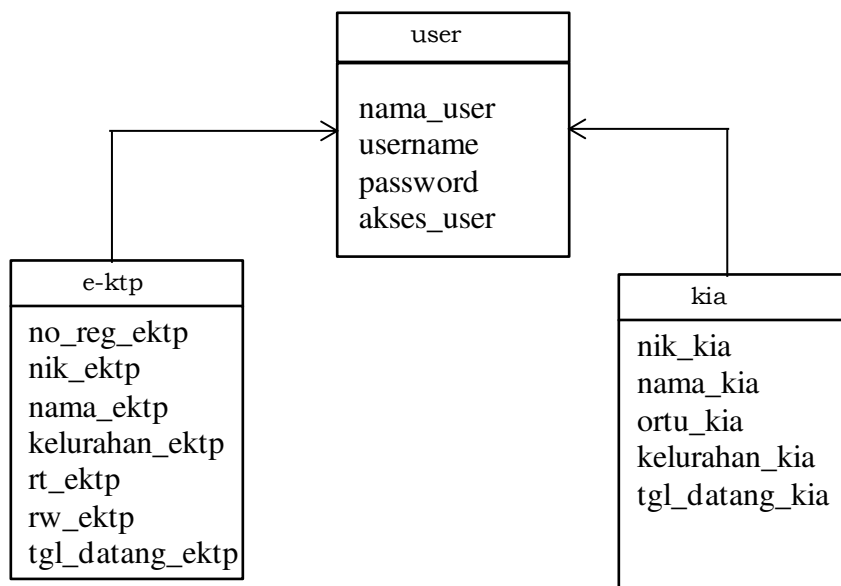 user
nama_user
username
password
akses_user
e-ktp
no_reg_ektp
nik_ektp
nama_ektp
kelurahan_ektp
rt_ektp
rw_ektp
tgl_datang_ektp
kia
nik_kia
nama_kia
ortu_kia
kelurahan_kia
tgl_datang_kia